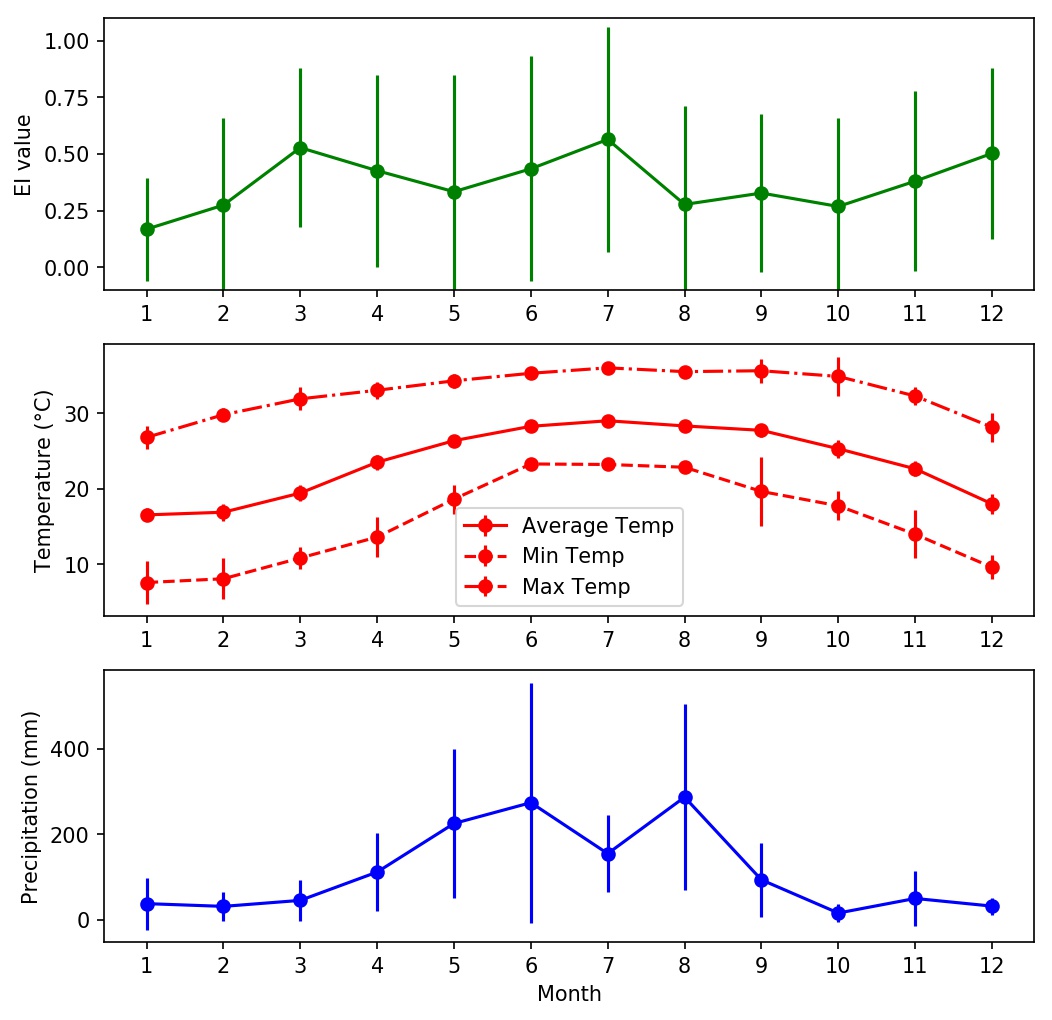 EI value
1.00
0.75
0.50
0.25
0.00
1 2 3 4 5 6 7 8 9 10 11 12
Temperature (°C)
30
20
10
Average Temp
Min Temp
Max Temp
1 2 3 4 5 6 7 8 9 10 11 12
Precipitation (mm)
400
200
0
1 2 3 4 5 6 7 8 9 10 11 12
Month